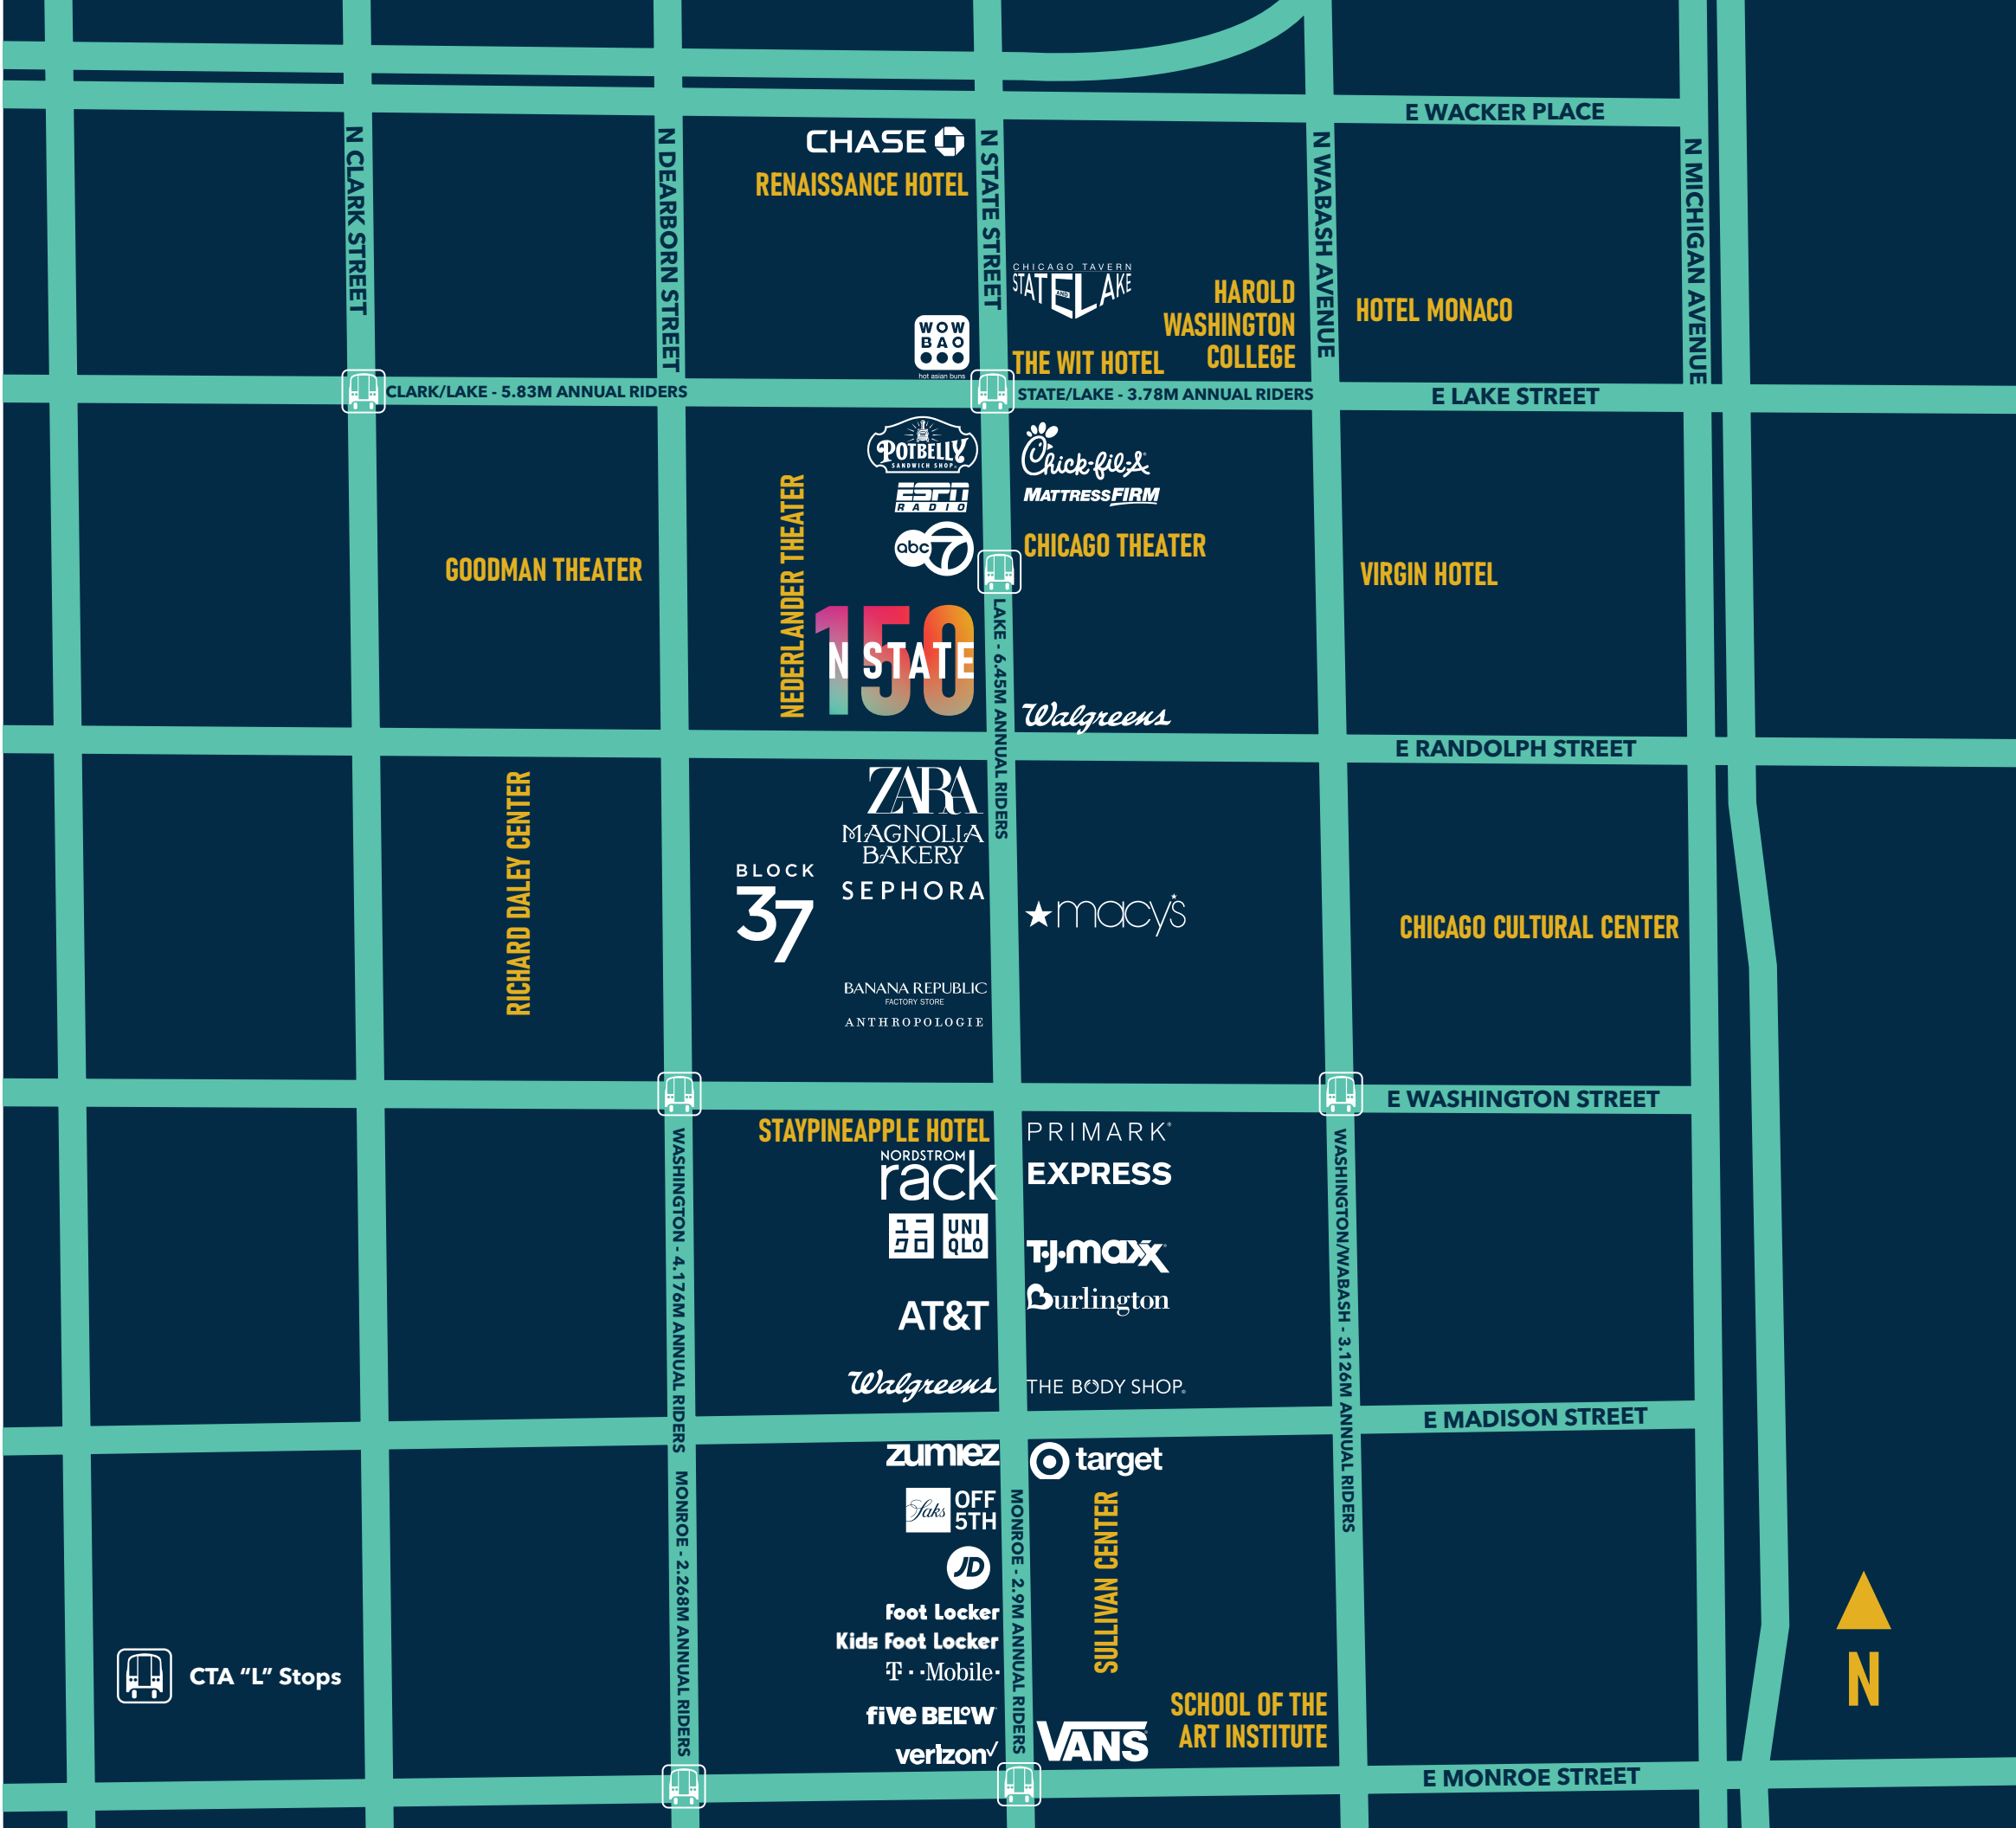 E WACKER PLACE
N CLARK STREET
N DEARBORN STREET
N STATE STREET
N WABASH AVENUE
N MICHIGAN AVENUE
CHASE
RENAISSANCE HOTEL
CHICAGO TAVERN
STATE AND LAKE
HAROLD
WASHINGTON
COLLEGE
HOTEL MONACO
WOW
BAO
hot asian buns
THE WIT HOTEL
CLARK/LAKE - 5.83M ANNUAL RIDERS
STATE/LAKE - 3.78M ANNUAL RIDERS
E LAKE STREET
POTBELLY
SANDWICH SHOP
Chick-fil-A
ESPN
RADIO
MATTRESSFIRM
abc 7
CHICAGO THEATER
GOODMAN THEATER
NEDERLANDER THEATER
VIRGIN HOTEL
150
N STATE
LAKE - 6.45M ANNUAL RIDERS
Walgreens
E RANDOLPH STREET
ZARA
MAGNOLIA
BAKERY
RICHARD DALEY CENTER
BLOCK
37
SEPHORA
macy's
CHICAGO CULTURAL CENTER
BANANA REPUBLIC
FACTORY STORE
ANTHROPOLOGIE
E WASHINGTON STREET
STAYPINEAPPLE HOTEL
PRIMARK®
NORDSTROM
rack
EXPRESS
ユニ
クロ
UNI
QLO
T·J·maxx
Burlington
AT&T
WASHINGTON - 4.176M ANNUAL RIDERS
WASHINGTON/WABASH - 3.126M ANNUAL RIDERS
Walgreens
THE BODY SHOP®
E MADISON STREET
zumiez
target
saks
OFF
5TH
JD
MONROE - 2.268M ANNUAL RIDERS
MONROE - 2.9M ANNUAL RIDERS
SULLIVAN CENTER
Foot Locker
Kids Foot Locker
T··Mobile·
CTA “L” Stops
five BELOW
SCHOOL OF THE
ART INSTITUTE
VANS
verizon✓
E MONROE STREET
N